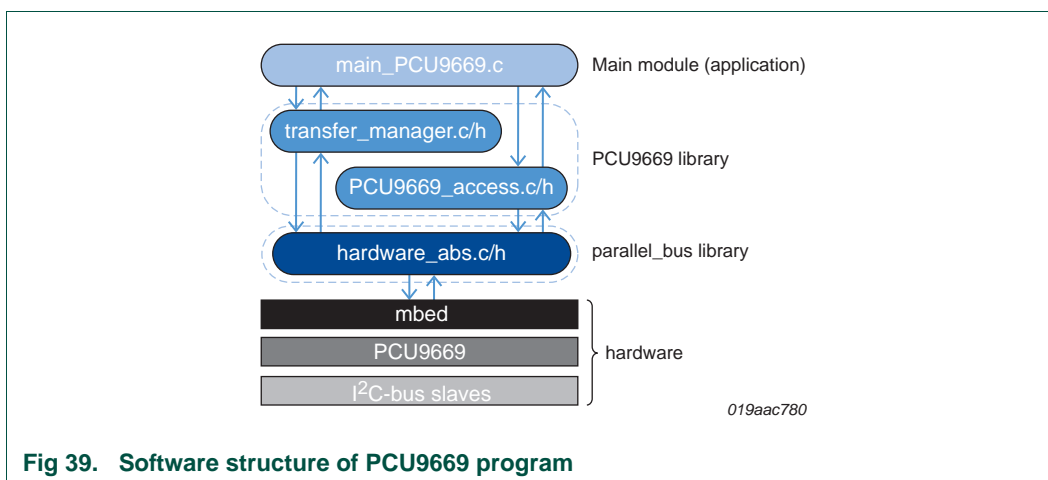 main_PCU9669.c
Main module (application)
transfer_manager.c/h
PCU9669 library
PCU9669_access.c/h
hardware_abs.c/h
parallel_bus library
mbed
PCU9669
hardware
I²C-bus slaves
019aac780
Fig 39. Software structure of PCU9669 program